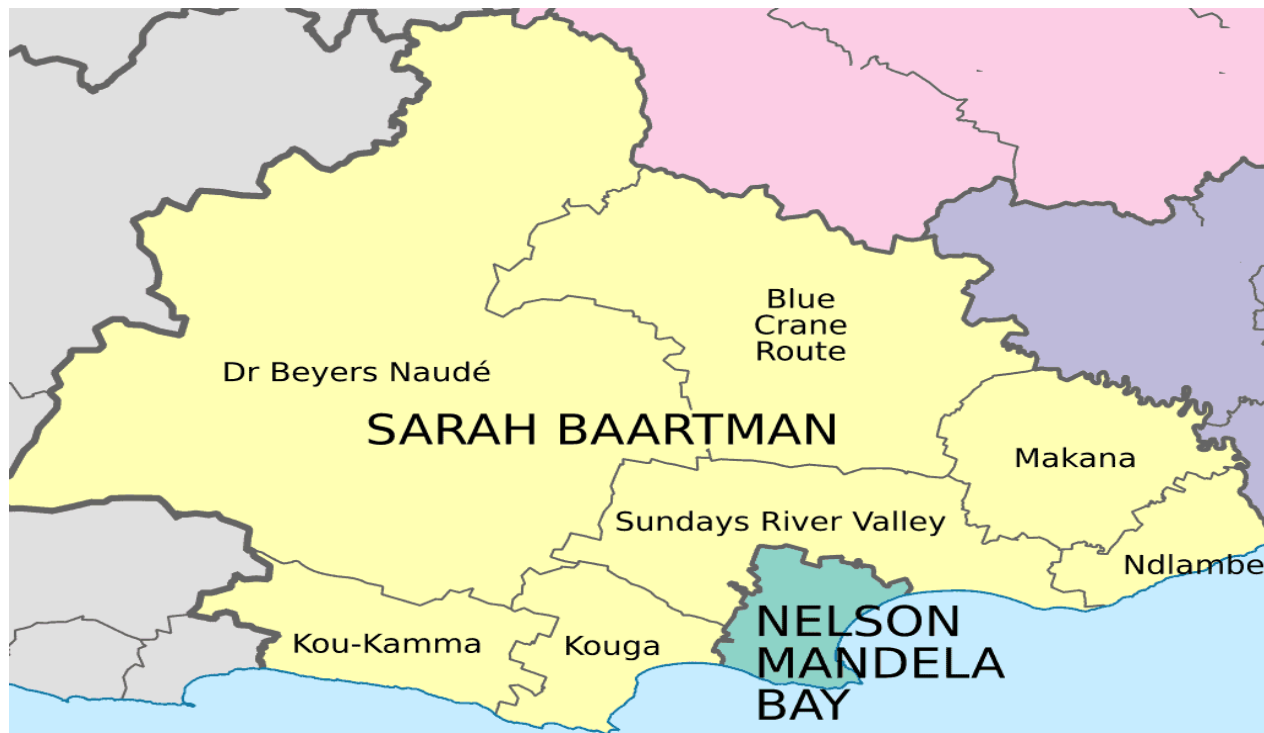 Blue
Crane
Route
Dr Beyers Naudé
SARAH BAARTMAN
Makana
Sundays River Valley
Ndlambe
Kou-Kamma
Kouga
NELSON
MANDELA
BAY